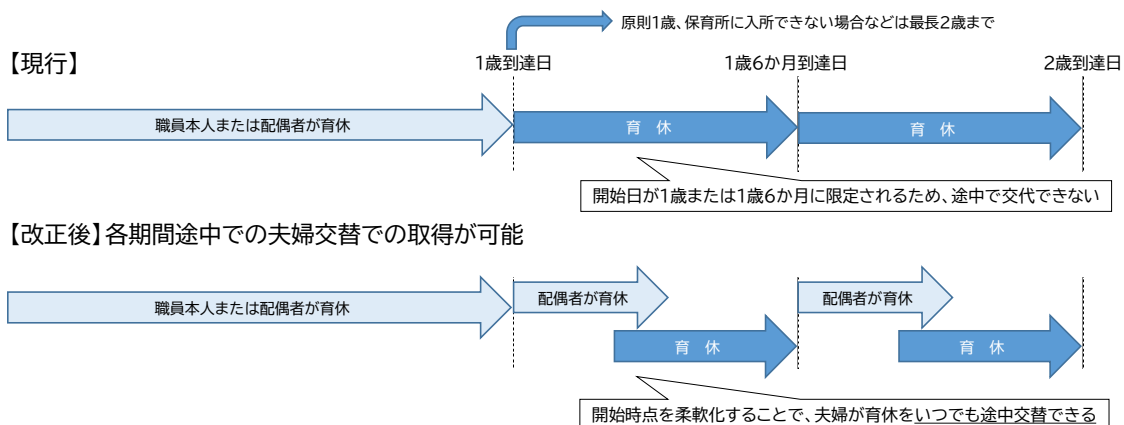 原則1歳、保育所に入所できない場合などは最長2歳まで
【現行】
1歳到達日
1歳6か月到達日
2歳到達日
職員本人または配偶者が育休
育 休
育 休
開始日が1歳または1歳6か月に限定されるため、途中で交代できない
【改正後】各期間途中での夫婦交替での取得が可能
職員本人または配偶者が育休
配偶者が育休
配偶者が育休
育 休
育 休
開始時点を柔軟化することで、夫婦が育休をいつでも途中交替できる